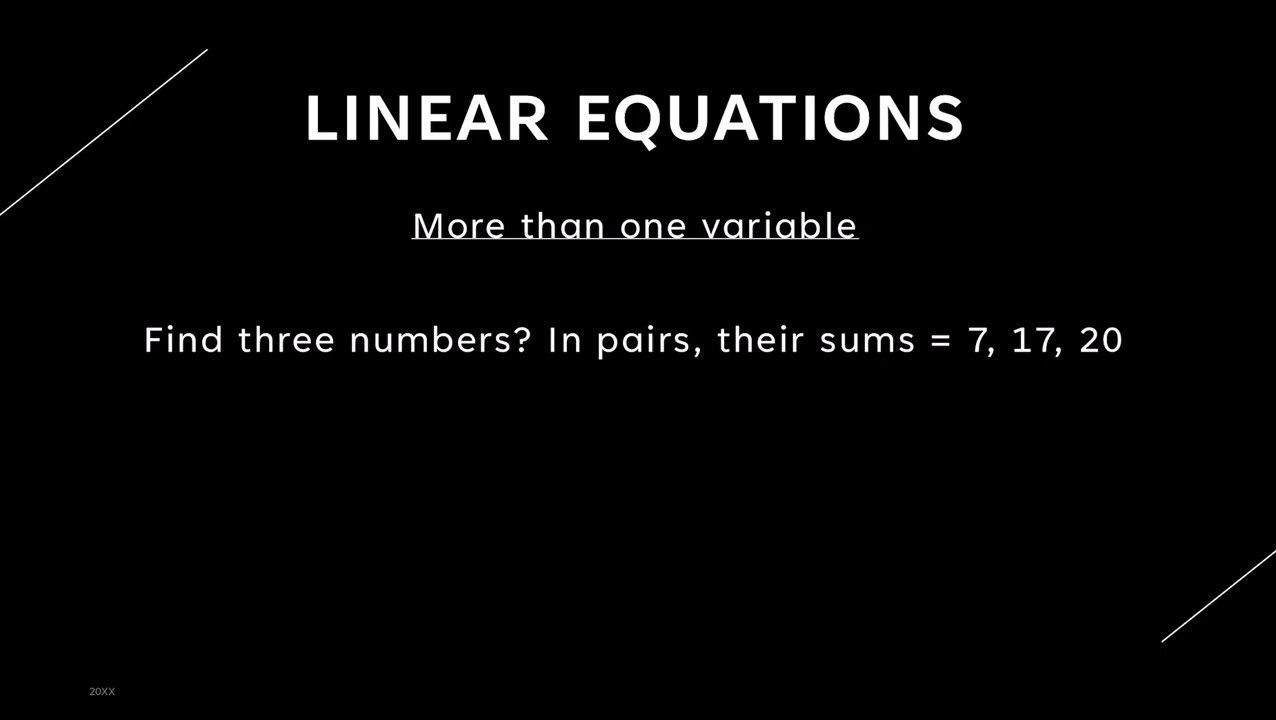 LINEAR EQUATIONS
More than one variable
Find three numbers? In pairs, their sums = 7, 17, 20
20XX